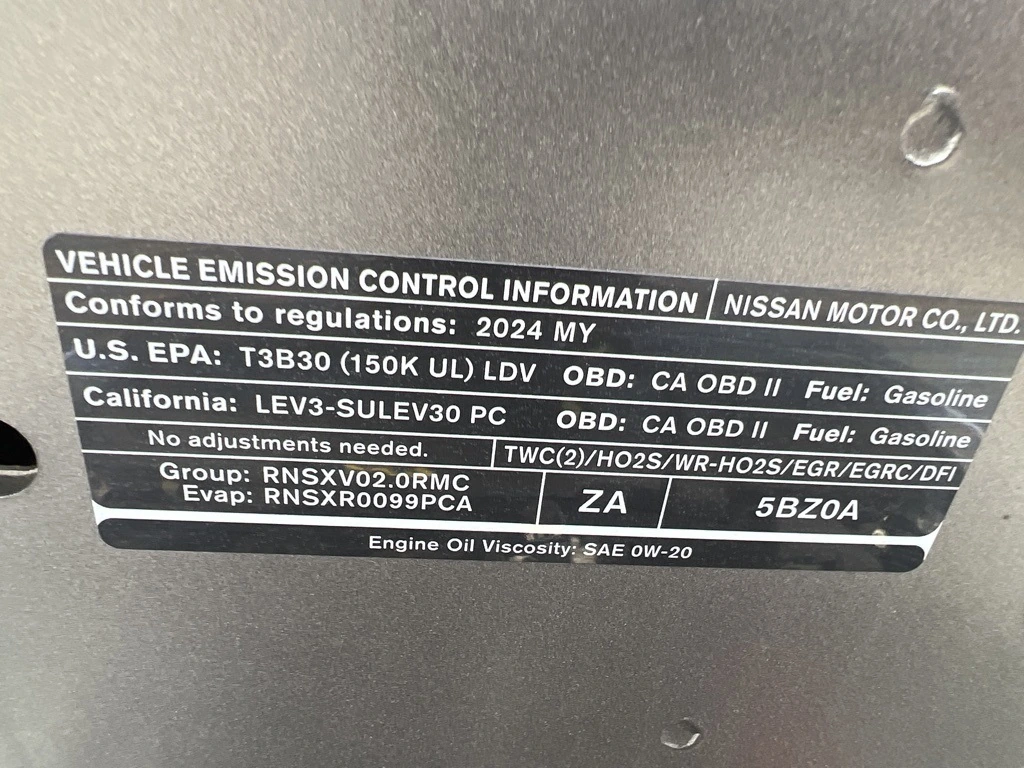 VEHICLE EMISSION CONTROL INFORMATION NISSAN MOTOR CO., LTD.
Conforms to regulations: 2024 MY
U.S. EPA: T3B30 (150K UL) LDV OBD: CA OBD II Fuel: Gasoline
California: LEV3-SULEV30 PC OBD: CA OBD II Fuel: Gasoline
No adjustments needed. TWC(2)/HO2S/WR-HO2S/EGR/EGRC/DFI
Group: RNSXV02.0RMC
Evap: RNSXR0099PCA
ZA
5BZ0A
Engine Oil Viscosity: SAE 0W-20